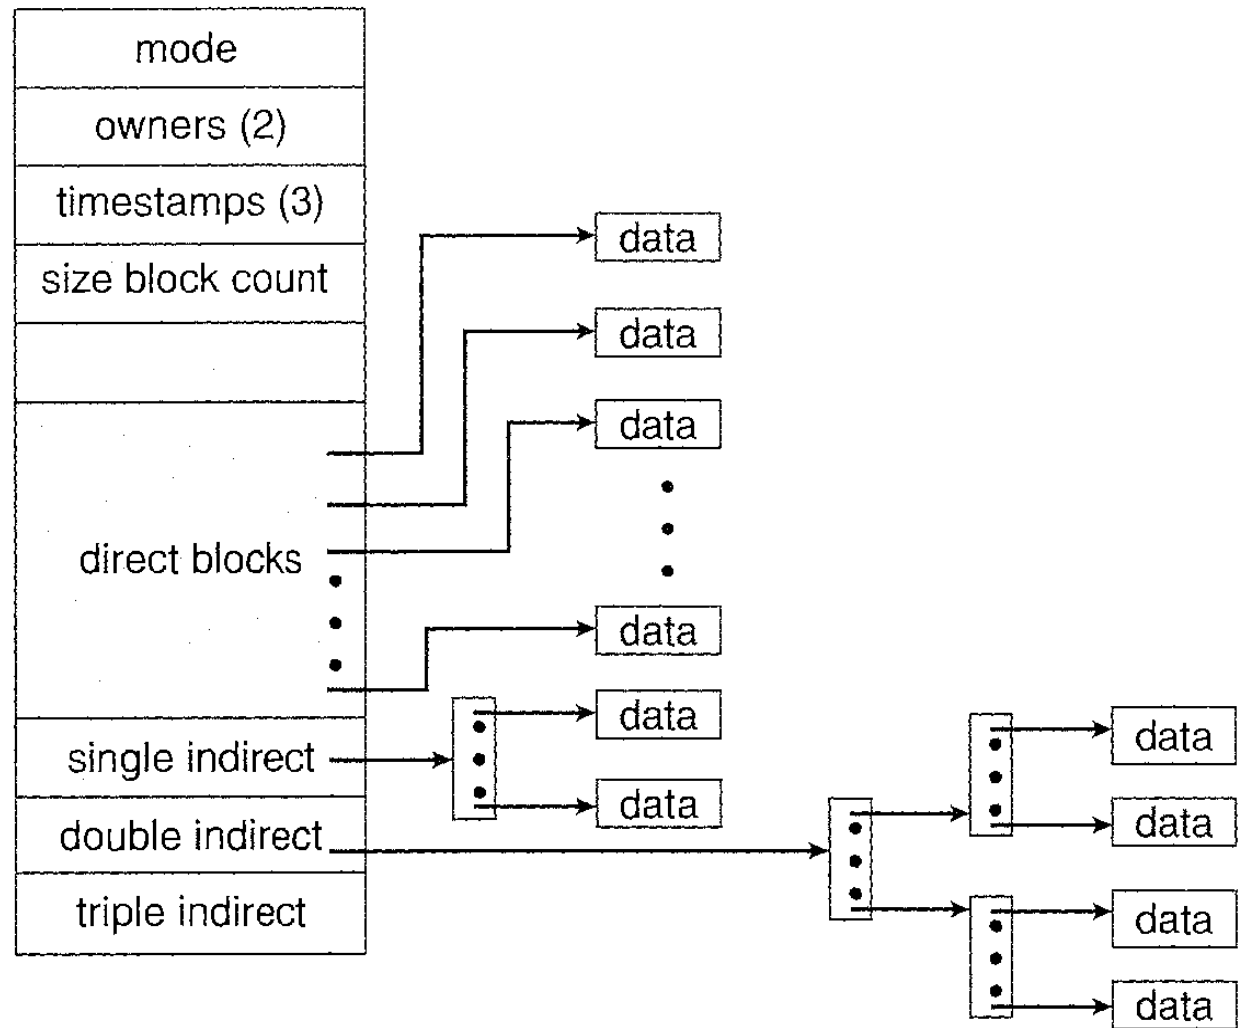 mode
owners (2)
timestamps (3)
size block count
direct blocks
single indirect
double indirect
triple indirect
data
data
data
data
data
data
data
data
data
data